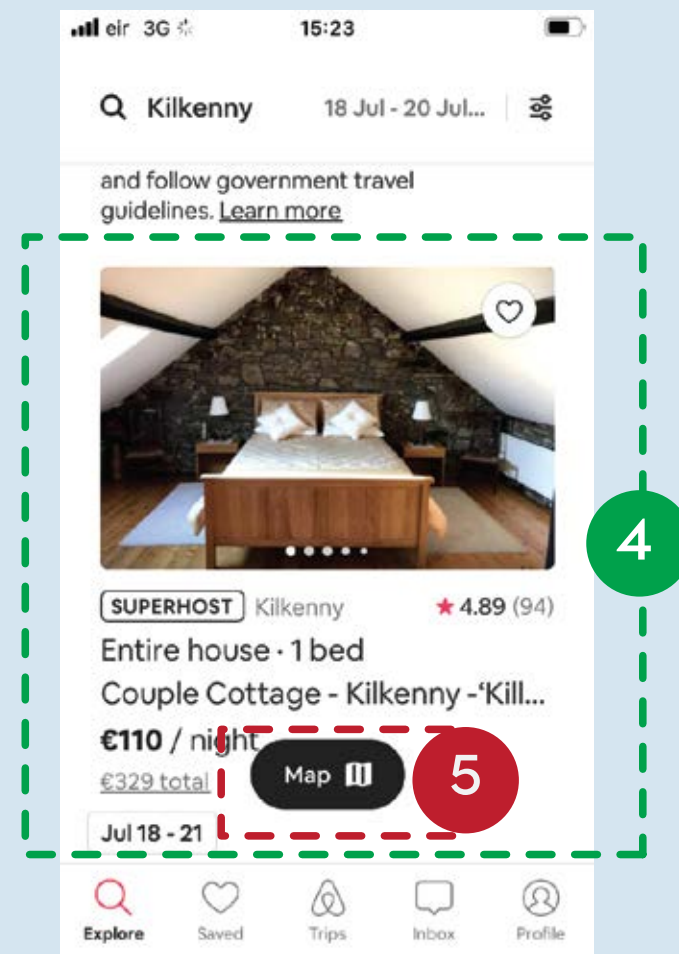 eir 3G 15:23
Kilkenny 18 Jul - 20 Jul...
and follow government travel
guidelines. Learn more
4
SUPERHOST Kilkenny ★ 4.89 (94)
Entire house · 1 bed
Couple Cottage - Kilkenny -‘Kill...
€110 / night
Map
5
€329 total
Jul 18 - 21
Explore Saved Trips Inbox Profile